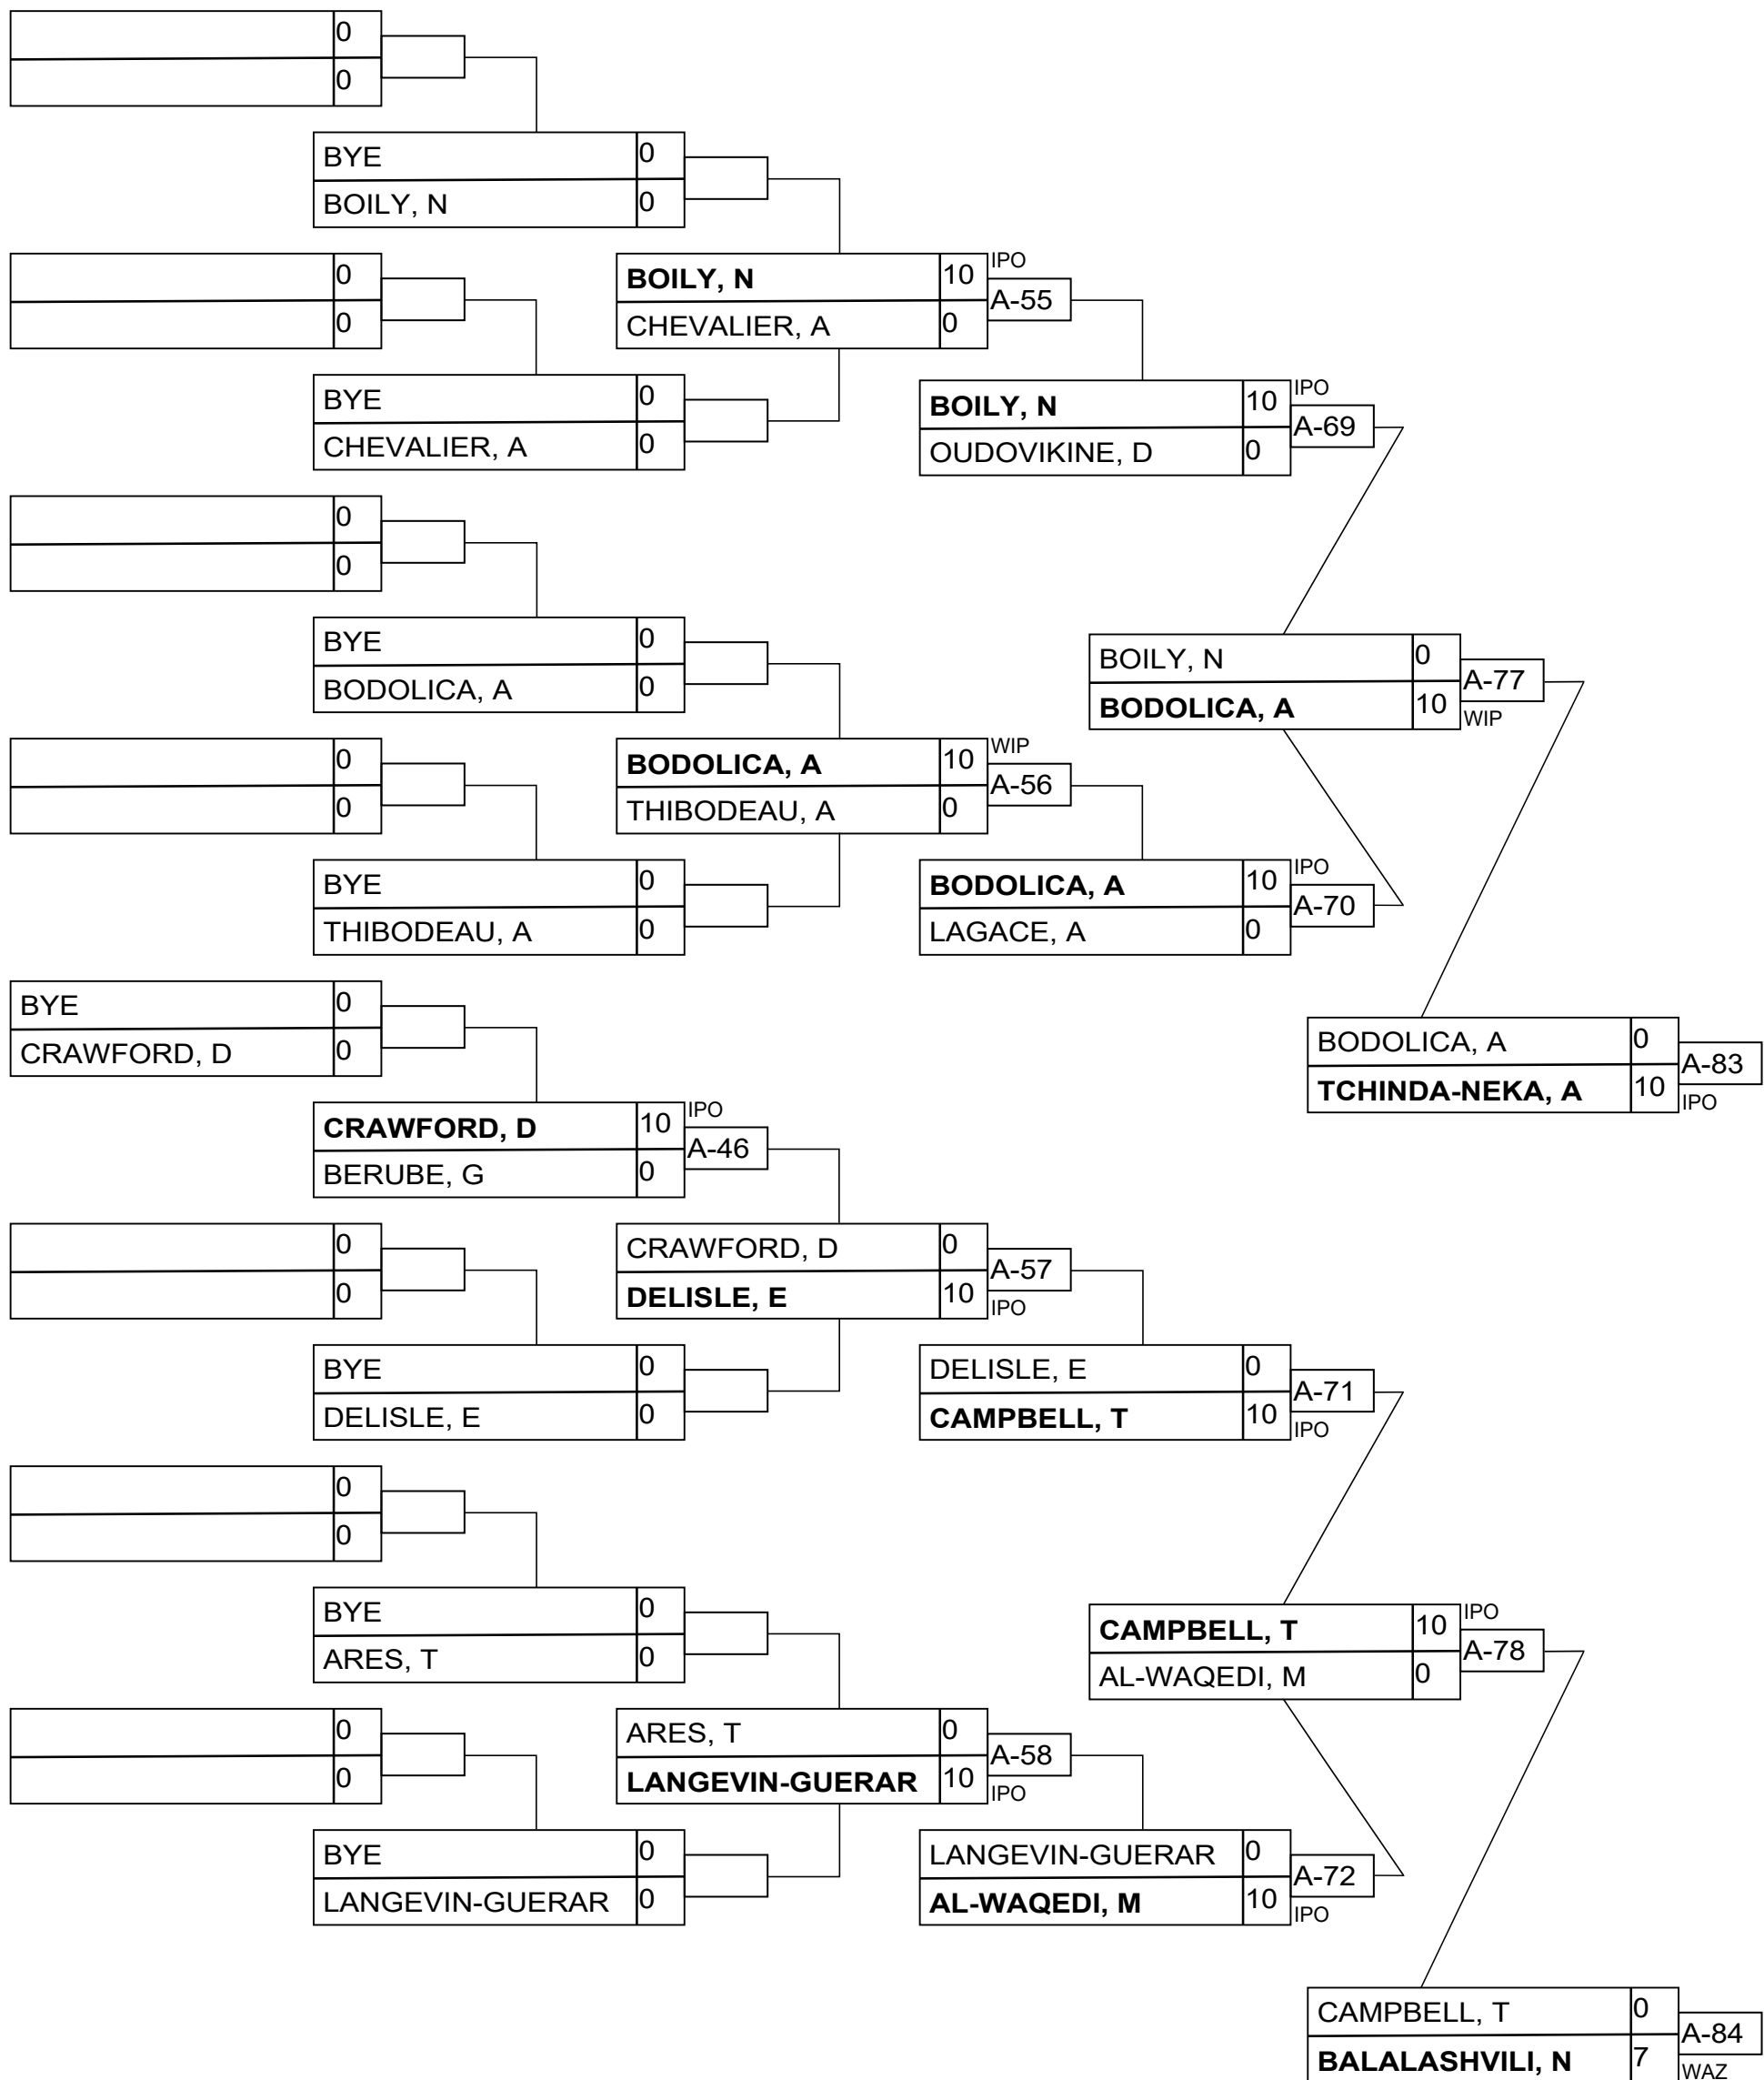 0
0
BYE 0
BOILY, N 0
0
0
BOILY, N 10 IPO
A-55
CHEVALIER, A 0
BYE 0
CHEVALIER, A 0
BOILY, N 10 IPO
A-69
OUDOVIKINE, D 0
0
0
BYE 0
BODOLICA, A 0
BOILY, N 0
A-77
BODOLICA, A 10 WIP
0
0
BODOLICA, A 10 WIP
A-56
THIBODEAU, A 0
BYE 0
THIBODEAU, A 0
BODOLICA, A 10 IPO
A-70
LAGACE, A 0
BYE 0
CRAWFORD, D 0
BODOLICA, A 0
A-83
TCHINDA-NEKA, A 10 IPO
CRAWFORD, D 10 IPO
A-46
BERUBE, G 0
0
0
CRAWFORD, D 0
A-57
DELISLE, E 10 IPO
BYE 0
DELISLE, E 0
DELISLE, E 0
A-71
CAMPBELL, T 10 IPO
0
0
BYE 0
ARES, T 0
CAMPBELL, T 10 IPO
A-78
AL-WAQEDI, M 0
0
0
ARES, T 0
A-58
LANGEVIN-GUERAR 10 IPO
BYE 0
LANGEVIN-GUERAR 0
LANGEVIN-GUERAR 0
A-72
AL-WAQEDI, M 10 IPO
CAMPBELL, T 0
A-84
BALALASHVILI, N 7 WAZ